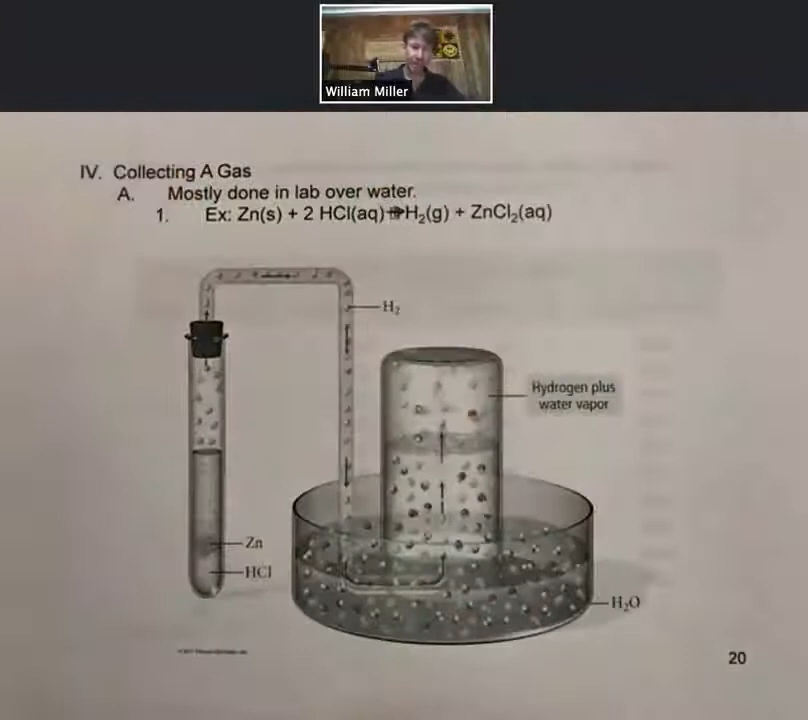 William Miller
IV. Collecting A Gas
A. Mostly done in lab over water.
1. Ex: Zn(s) + 2 HCl(aq)→H₂(g) + ZnCl₂(aq)
H₂
Hydrogen plus
water vapor
Zn
HCl
H₂O
20